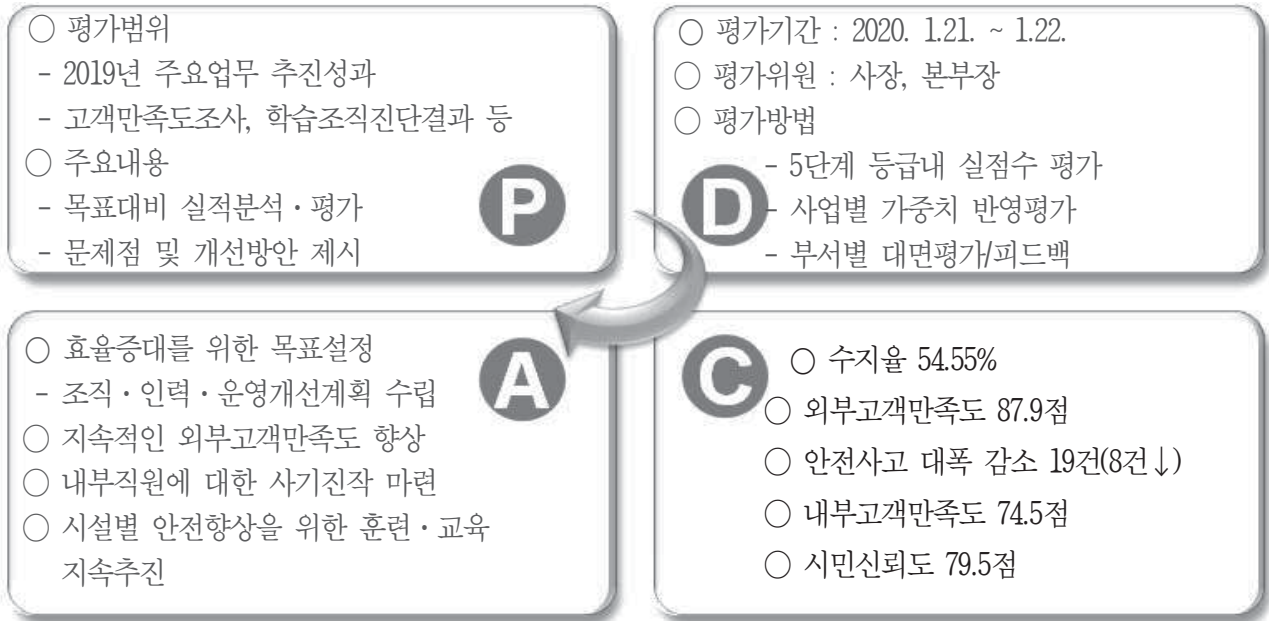 ○ 평가범위
- 2019년 주요업무 추진성과
- 고객만족도조사, 학습조직진단결과 등
○ 주요내용
- 목표대비 실적분석・평가
- 문제점 및 개선방안 제시
P
○ 평가기간 : 2020. 1.21. ~ 1.22.
○ 평가위원 : 사장, 본부장
○ 평가방법
- 5단계 등급내 실점수 평가
- 사업별 가중치 반영평가
- 부서별 대면평가/피드백
D
○ 효율증대를 위한 목표설정
- 조직・인력・운영개선계획 수립
○ 지속적인 외부고객만족도 향상
○ 내부직원에 대한 사기진작 마련
○ 시설별 안전향상을 위한 훈련・교육
지속추진
A
C
○ 수지율 54.55%
○ 외부고객만족도 87.9점
○ 안전사고 대폭 감소 19건(8건↓)
○ 내부고객만족도 74.5점
○ 시민신뢰도 79.5점